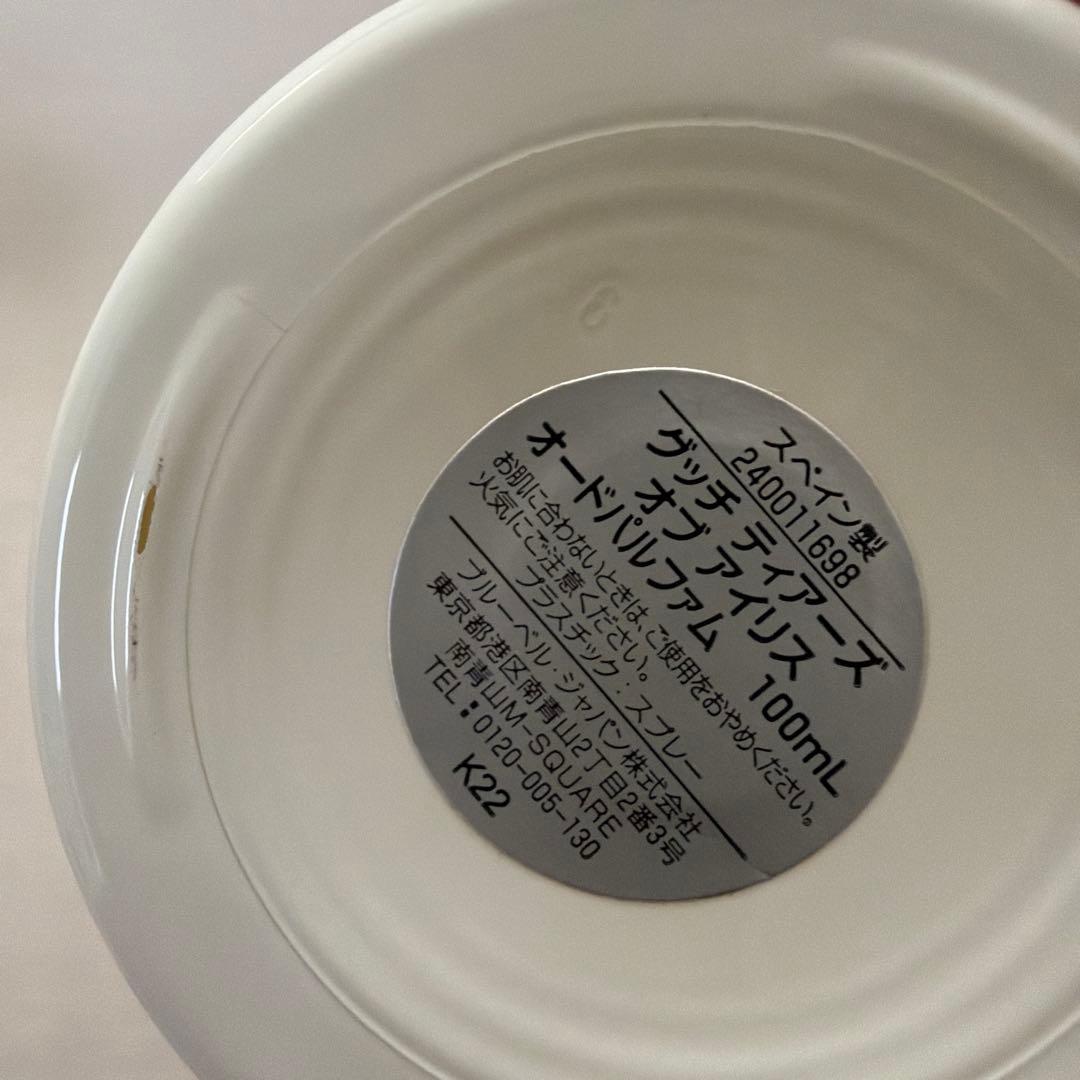 スペイン製
240011698
グッチ ティアーズ
オブ アイリス
オードパルファム 100mL
お肌に合わないときは、ご使用をおやめください。
火気にご注意ください。
プラスチック：スプレー
ブルーベル・ジャパン株式会社
東京都港区南青山2丁目2番3号
南青山M-SQUARE
TEL：0120-005-130
K22
3